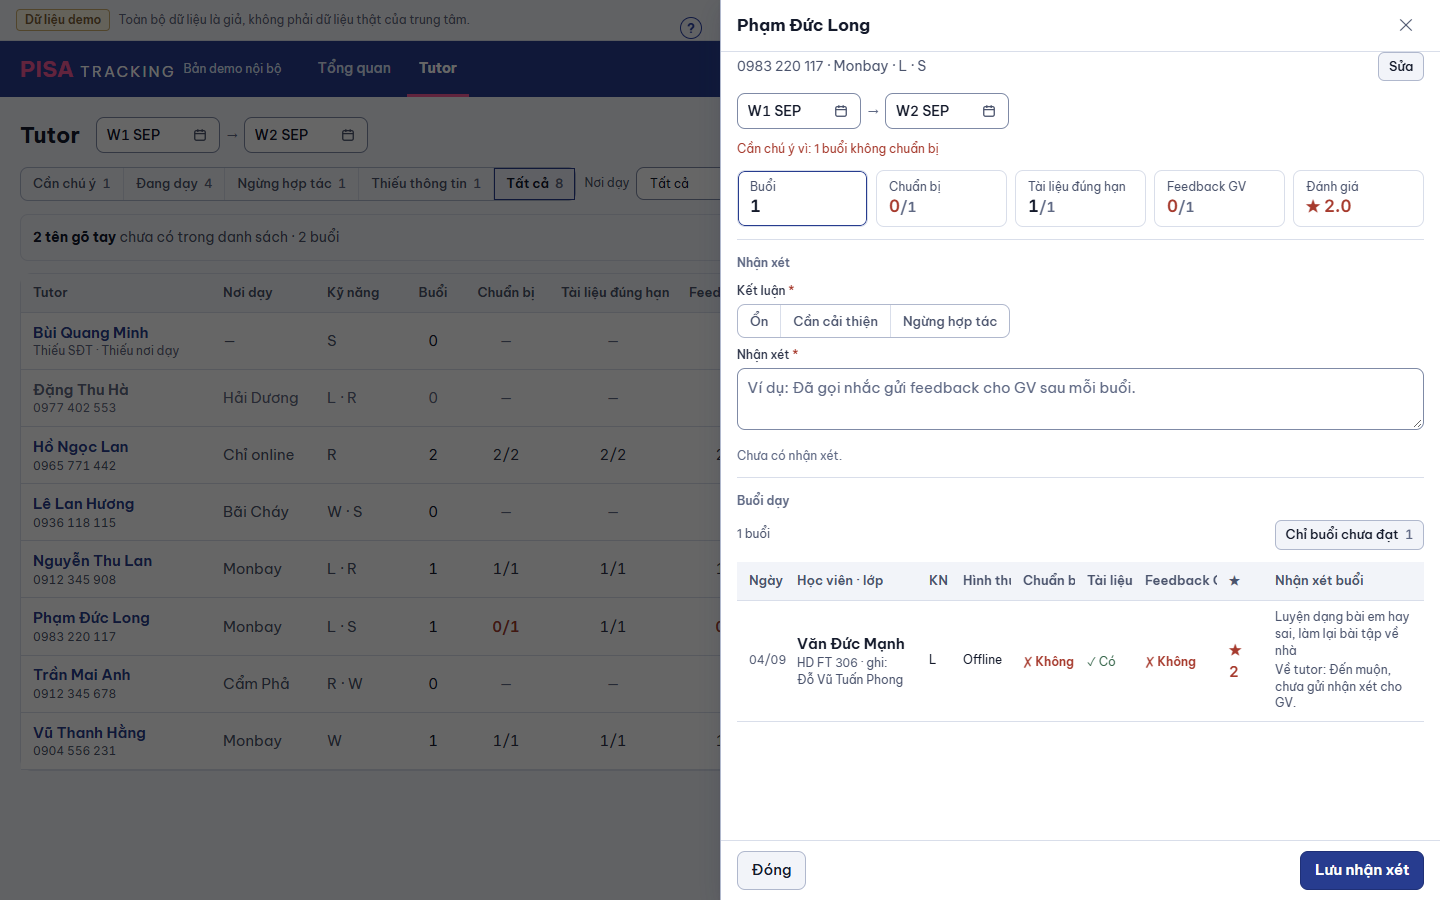 Dữ liệu demo Toàn bộ dữ liệu là giả, không phải dữ liệu thật của trung tâm. ?
PISA TRACKING Bản demo nội bộ Tổng quan Tutor
Tutor W1 SEP → W2 SEP
Cần chú ý 1 Đang dạy 4 Ngừng hợp tác 1 Thiếu thông tin 1 Tất cả 8 Nơi dạy Tất cả
2 tên gõ tay chưa có trong danh sách · 2 buổi
Tutor Nơi dạy Kỹ năng Buổi Chuẩn bị Tài liệu đúng hạn Feed
Bùi Quang Minh — S 0 — —
Thiếu SĐT · Thiếu nơi dạy
Đặng Thu Hà Hải Dương L · R 0 — —
0977 402 553
Hồ Ngọc Lan Chỉ online R 2 2/2 2/2 2
0965 771 442
Lê Lan Hương Bãi Cháy W · S 0 — —
0936 118 115
Nguyễn Thu Lan Monbay L · R 1 1/1 1/1 1
0912 345 908
Phạm Đức Long Monbay L · S 1 0/1 1/1 0
0983 220 117
Trần Mai Anh Cẩm Phả R · W 0 — —
0912 345 678
Vũ Thanh Hằng Monbay W 1 1/1 1/1 1
0904 556 231
Phạm Đức Long
0983 220 117 · Monbay · L · S Sửa
W1 SEP → W2 SEP
Cần chú ý vì: 1 buổi không chuẩn bị
Buổi Chuẩn bị Tài liệu đúng hạn Feedback GV Đánh giá
1 0/1 1/1 0/1 ★ 2.0
Nhận xét
Kết luận *
Ổn Cần cải thiện Ngừng hợp tác
Nhận xét *
Ví dụ: Đã gọi nhắc gửi feedback cho GV sau mỗi buổi.
Chưa có nhận xét.
Buổi dạy
1 buổi Chỉ buổi chưa đạt 1
Ngày Học viên · lớp KN Hình thu Chuẩn b Tài liệu Feedback G ★ Nhận xét buổi
04/09 Văn Đức Mạnh L Offline ✗ Không ✓ Có ✗ Không ★ 2
HD FT 306 · ghi:
Đỗ Vũ Tuấn Phong
Luyện dạng bài em hay
sai, làm lại bài tập về
nhà
Về tutor: Đến muộn,
chưa gửi nhận xét cho
GV.
Đóng Lưu nhận xét